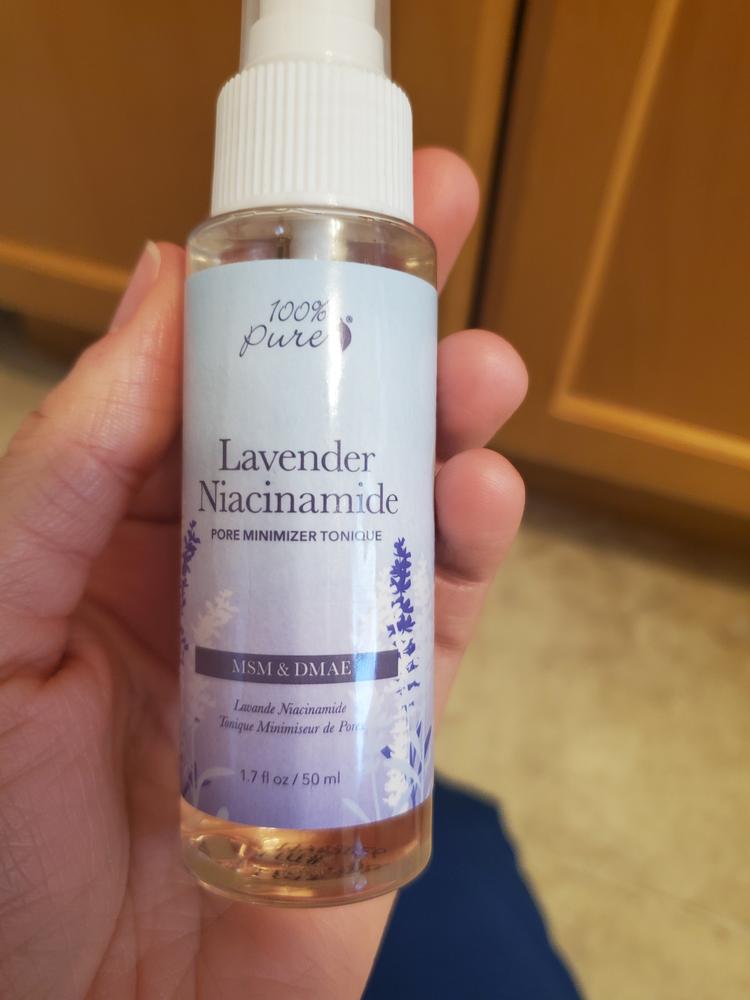 100%
Pure®
Lavender
Niacinamide
PORE MINIMIZER TONIQUE
MSM & DMAE
Lavande Niacinamide
Tonique Minimiseur de Pores
1.7 fl oz / 50 ml